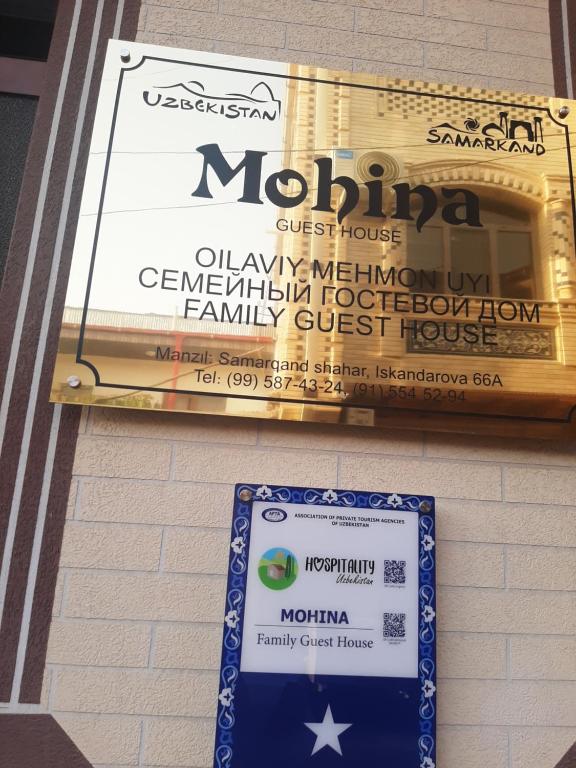 UZBEKISTAN
SAMARKAND
Mohina
GUEST HOUSE
OILAVIY MEHMON UYI
СЕМЕЙНЫЙ ГОСТЕВОЙ ДОМ
FAMILY GUEST HOUSE
Manzil: Samarqand shahar, Iskandarova 66A
Tel: (99) 587-43-24, (91) 554-52-94
APTA
ASSOCIATION OF PRIVATE TOURISM AGENCIES
OF UZBEKISTAN
HOSPITALITY
Uzbekistan
MOHINA
Family Guest House